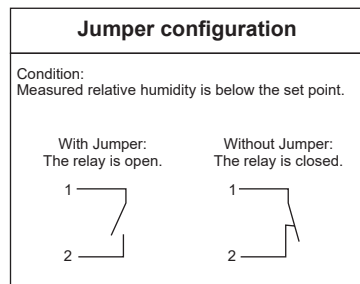 Jumper configuration
Condition:
Measured relative humidity is below the set point.
With Jumper:
The relay is open.
1
2
Without Jumper:
The relay is closed.
1
2